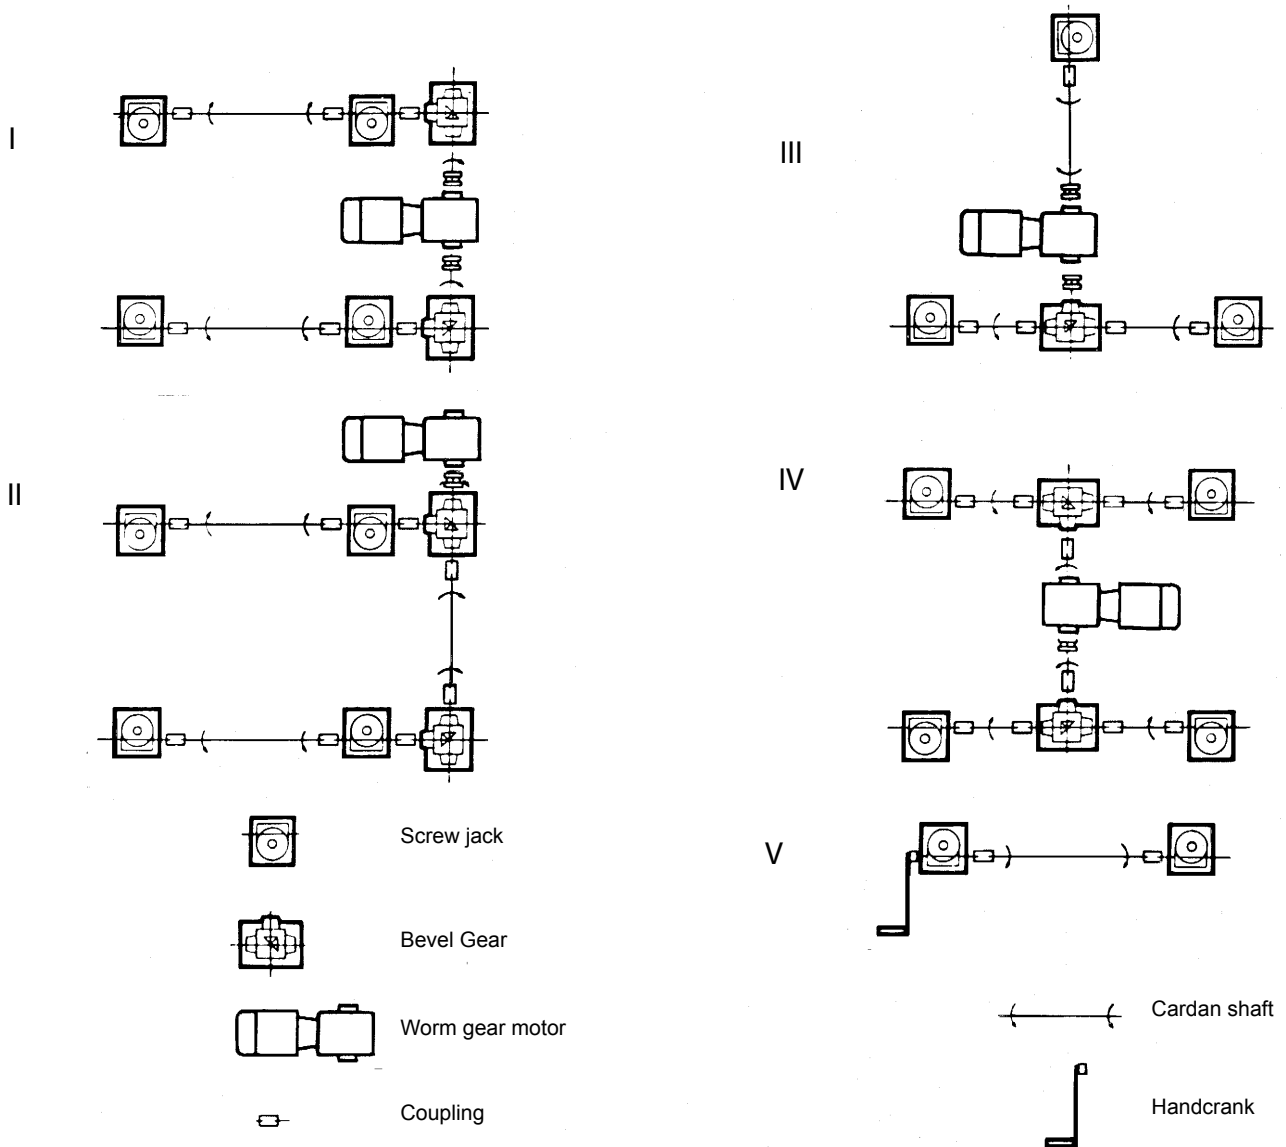 I
III
II
IV
Screw jack
V
Bevel Gear
Cardan shaft
Worm gear motor
Handcrank
Coupling